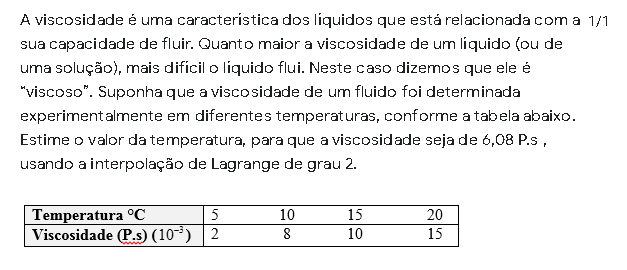 A viscosidade é uma característica dos líquidos que está relacionada com a 1/1
sua capacidade de fluir. Quanto maior a viscosidade de um líquido (ou de
uma solução), mais difícil o líquido flui. Neste caso dizemos que ele é
“viscoso”. Suponha que a viscosidade de um fluido foi determinada
experimentalmente em diferentes temperaturas, conforme a tabela abaixo.
Estime o valor da temperatura, para que a viscosidade seja de 6,08 P.s ,
usando a interpolação de Lagrange de grau 2.
Temperatura °C 5 10 15 20
Viscosidade (P.s) (10⁻³) 2 8 10 15